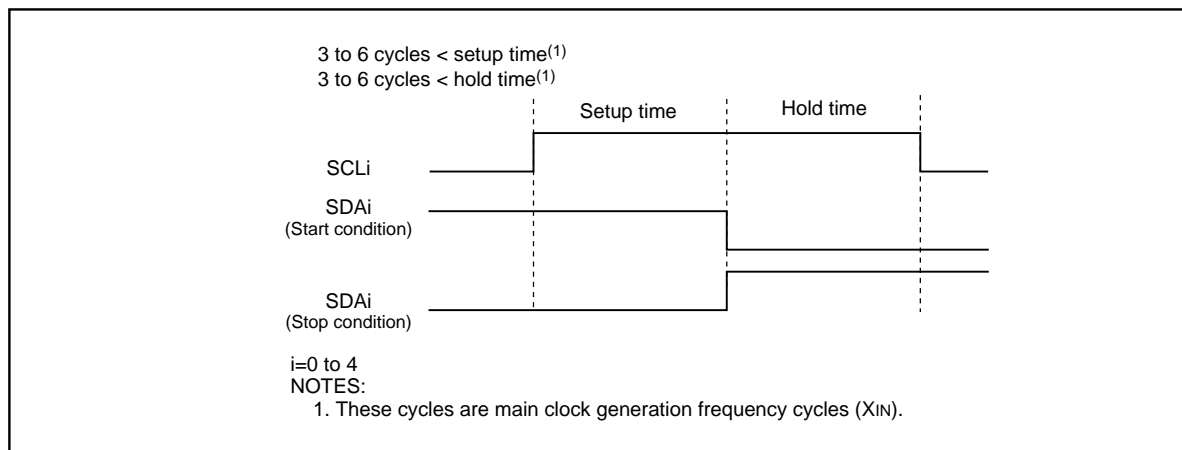 3 to 6 cycles < setup time(1)
3 to 6 cycles < hold time(1)
Setup time
Hold time
SCLi
SDAi
(Start condition)
SDAi
(Stop condition)
i=0 to 4
NOTES:
1. These cycles are main clock generation frequency cycles (XIN).